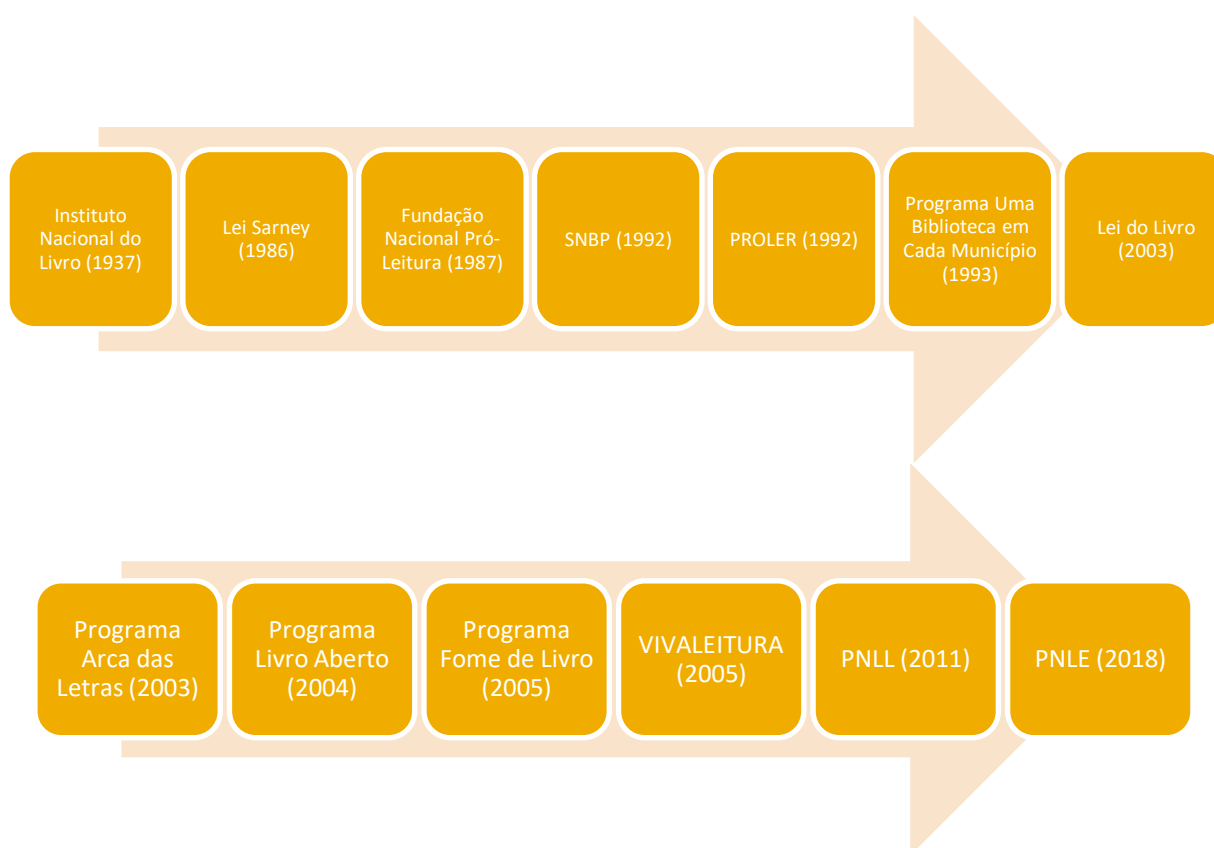 Instituto
Nacional do
Livro (1937)
Lei Sarney
(1986)
Fundação
Nacional Pró-
Leitura (1987)
SNBP (1992)
PROLER (1992)
Programa Uma
Biblioteca em
Cada Município
(1993)
Lei do Livro
(2003)
Programa
Arca das
Letras (2003)
Programa
Livro Aberto
(2004)
Programa
Fome de Livro
(2005)
VIVALEITURA
(2005)
PNLL (2011)
PNLE (2018)